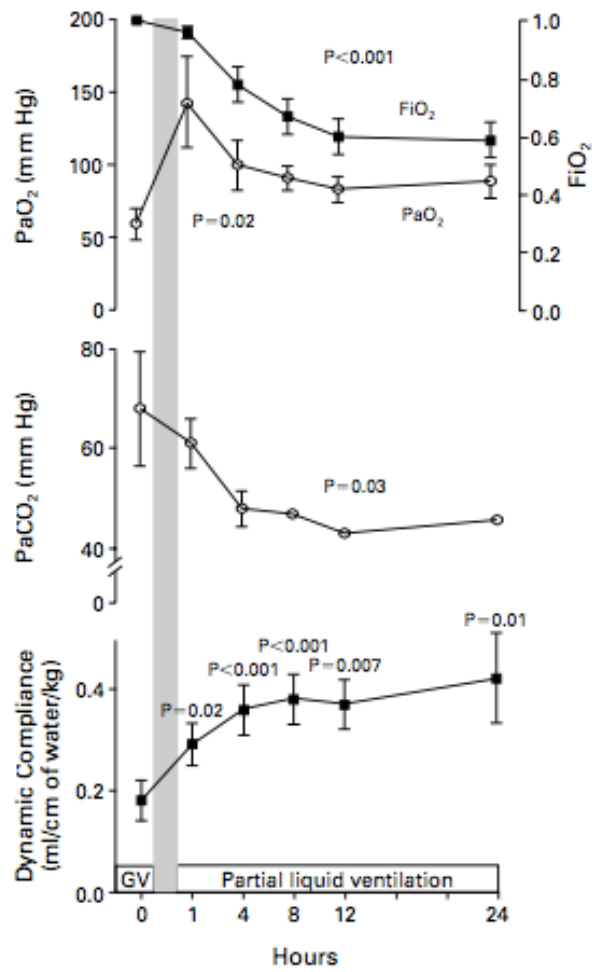 200
150
100
50
0
PaO₂ (mm Hg)
P<0.001
FiO₂
P=0.02
PaO₂
1.0
0.8
0.6
0.4
0.2
0.0
FiO₂
80
60
40
0
PaCO₂ (mm Hg)
P=0.03
0.4
0.2
0.0
Dynamic Compliance
(ml/cm of water/kg)
P=0.02
P<0.001
P<0.001
P=0.007
P=0.01
GV
Partial liquid ventilation
0 1 4 8 12 24
Hours